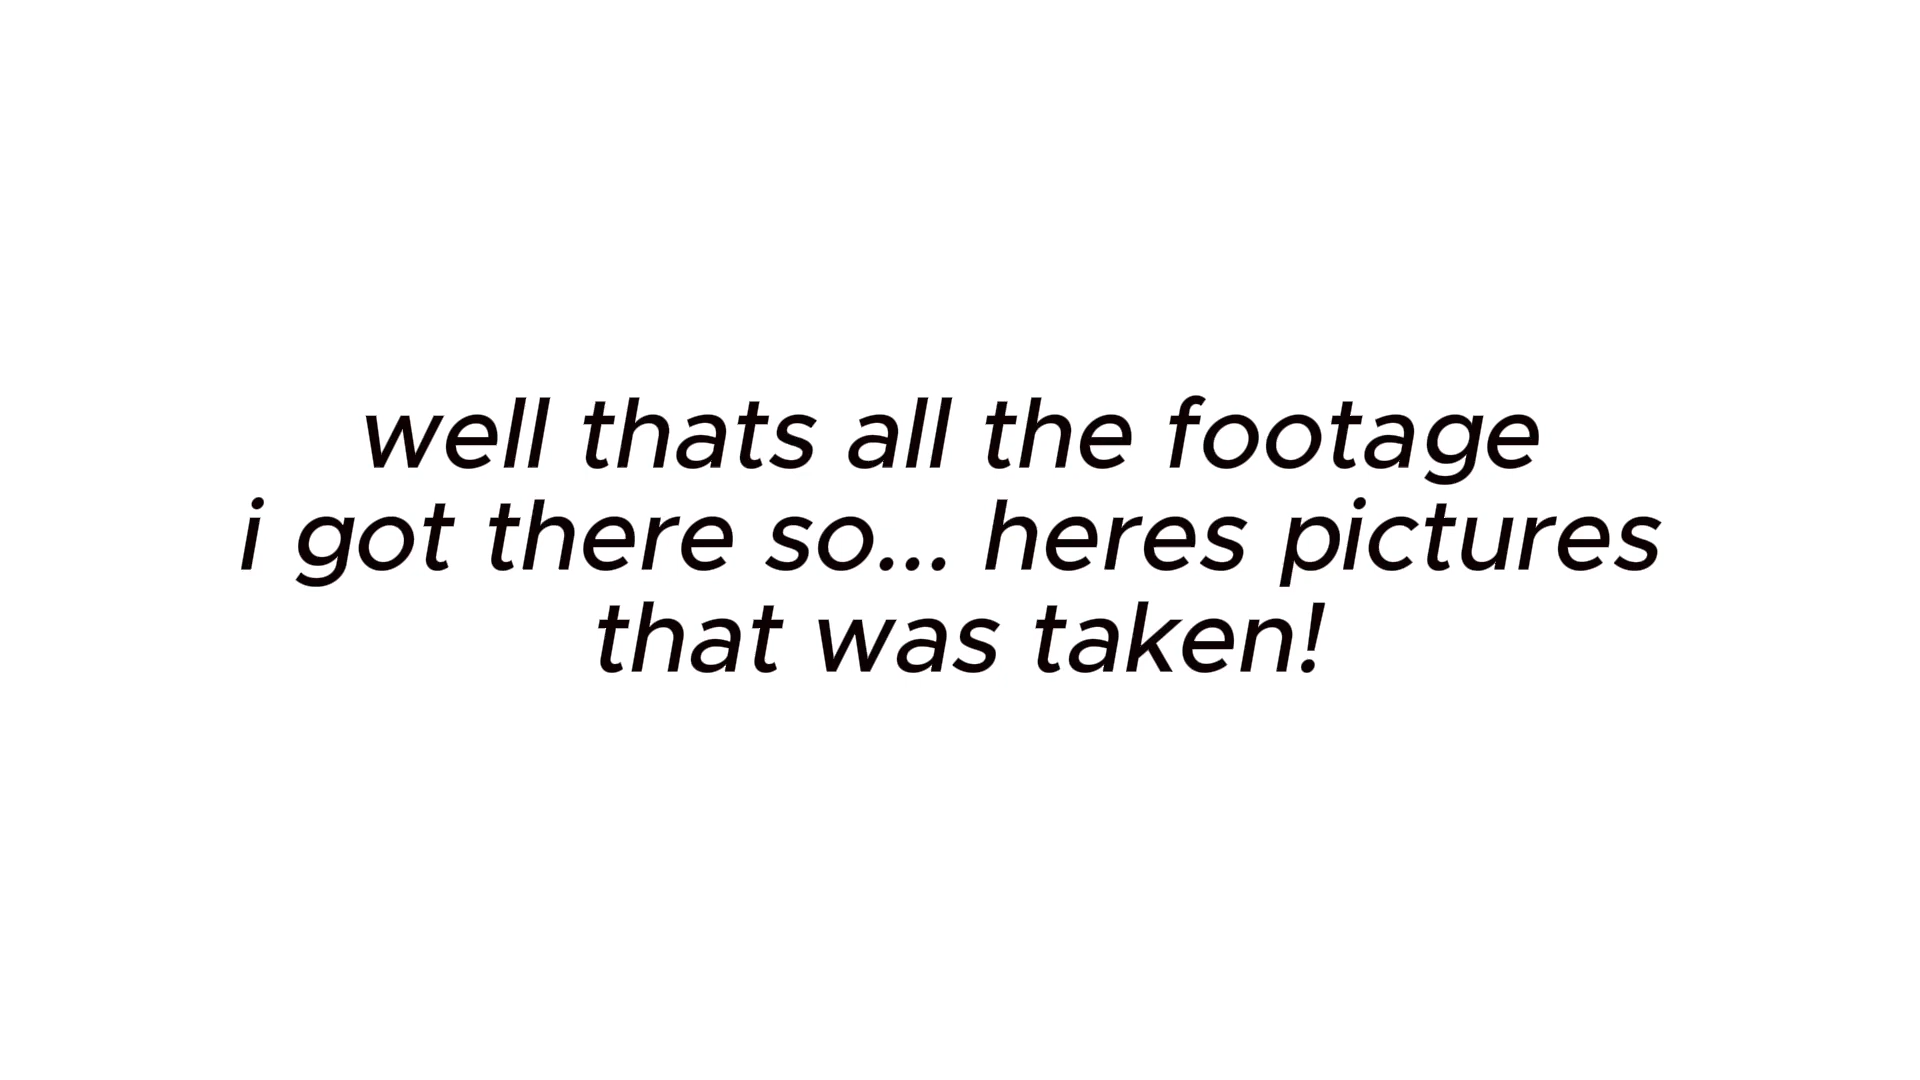 well thats all the footage
i got there so... heres pictures
that was taken!